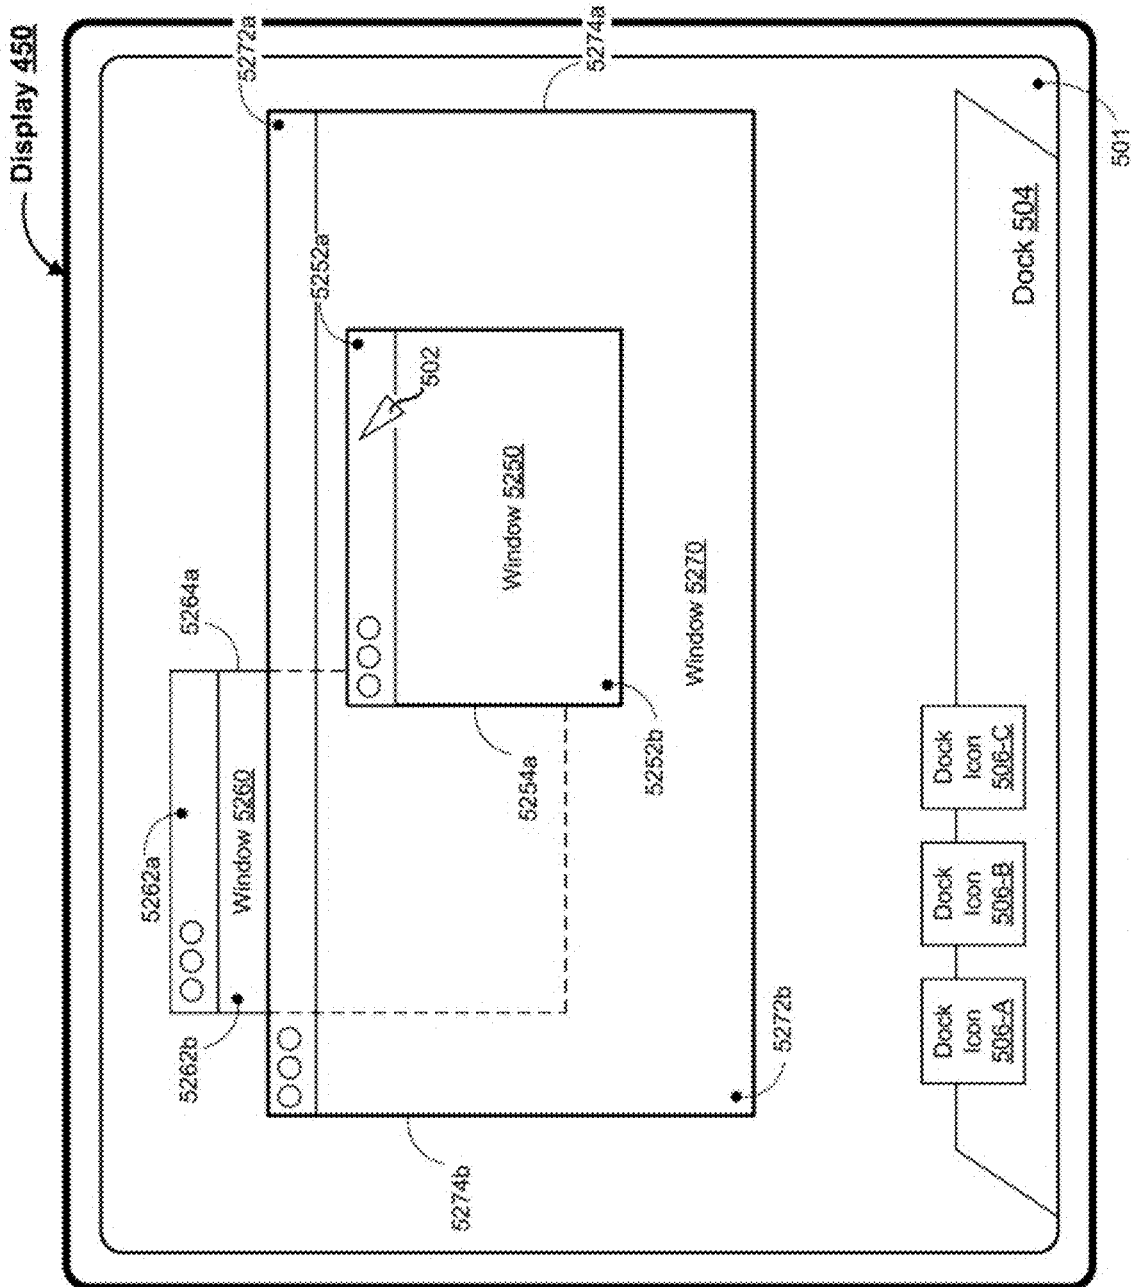 Display 450
5272a
5274a
5264a
5262a
5252a
502
Window 5260
5262b
Window 5250
5254a
5252b
Window 5270
5274b
5272b
Dock
Icon
506-A
Dock
Icon
506-B
Dock
Icon
506-C
Dock 504
501